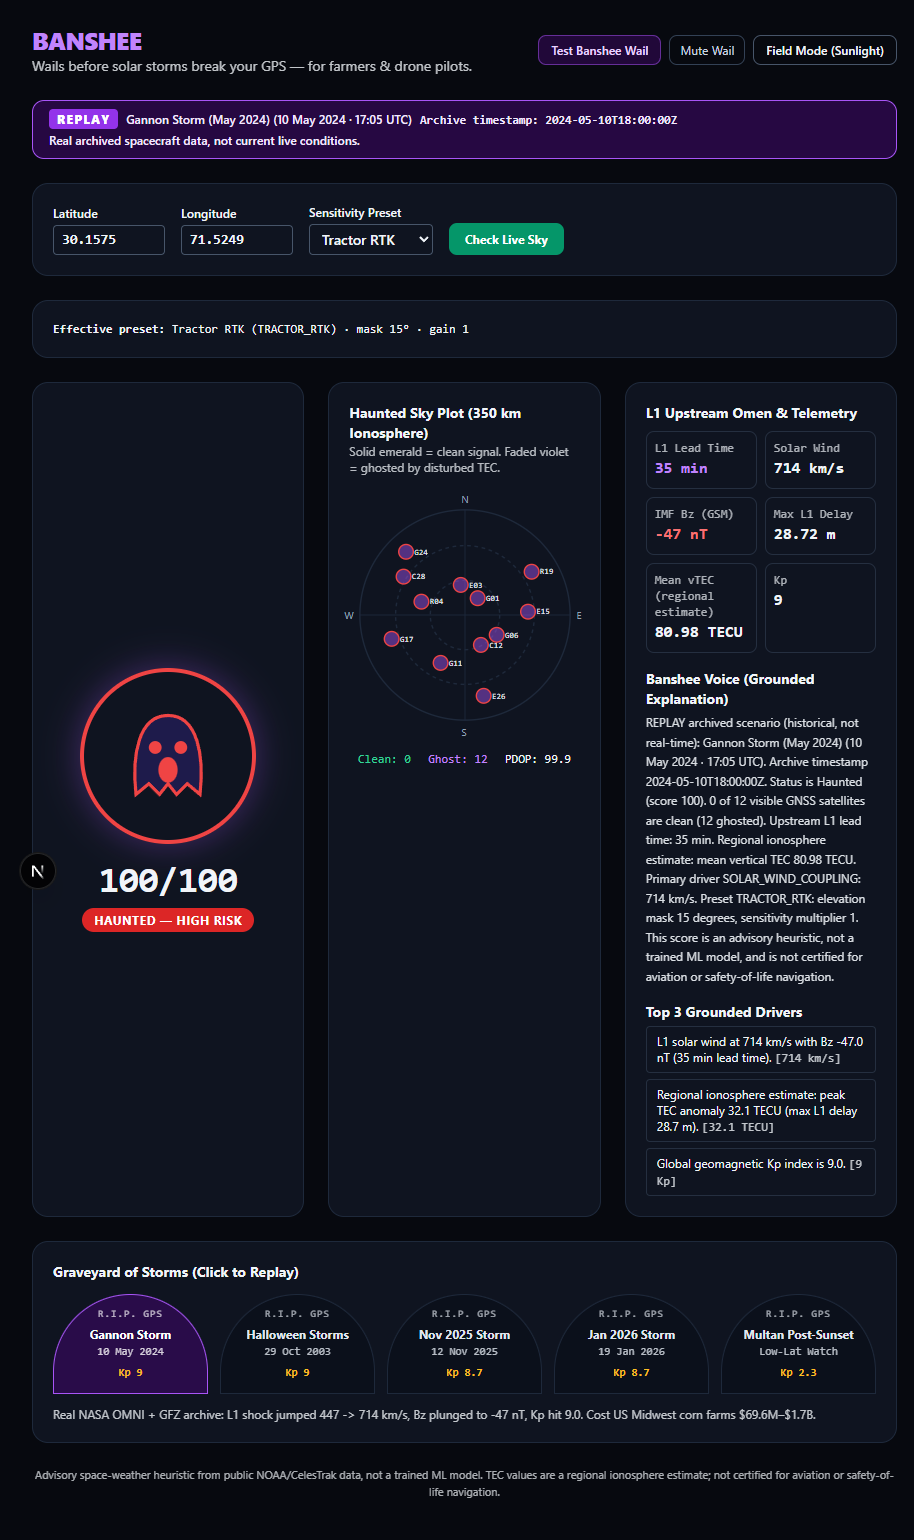 BANSHEE
Wails before solar storms break your GPS — for farmers & drone pilots.
Test Banshee Wail
Mute Wail
Field Mode (Sunlight)
REPLAY Gannon Storm (May 2024) (10 May 2024 · 17:05 UTC) Archive timestamp: 2024-05-10T18:00:00Z
Real archived spacecraft data, not current live conditions.
Latitude
30.1575
Longitude
71.5249
Sensitivity Preset
Tractor RTK
Check Live Sky
Effective preset: Tractor RTK (TRACTOR_RTK) · mask 15° · gain 1
100/100
HAUNTED — HIGH RISK
N
Haunted Sky Plot (350 km
Ionosphere)
Solid emerald = clean signal. Faded violet
= ghosted by disturbed TEC.
N
G24
C28
R19
E03
R04
G01
W
E15
E
G17
G06
C12
G11
E26
S
Clean: 0 Ghost: 12 PDOP: 99.9
L1 Upstream Omen & Telemetry
L1 Lead Time
35 min
Solar Wind
714 km/s
IMF Bz (GSM)
-47 nT
Max L1 Delay
28.72 m
Mean vTEC
(regional
estimate)
80.98 TECU
Kp
9
Banshee Voice (Grounded
Explanation)
REPLAY archived scenario (historical, not
real-time): Gannon Storm (May 2024) (10
May 2024 · 17:05 UTC). Archive timestamp
2024-05-10T18:00:00Z. Status is Haunted
(score 100). 0 of 12 visible GNSS satellites
are clean (12 ghosted). Upstream L1 lead
time: 35 min. Regional ionosphere
estimate: mean vertical TEC 80.98 TECU.
Primary driver SOLAR_WIND_COUPLING:
714 km/s. Preset TRACTOR_RTK: elevation
mask 15 degrees, sensitivity multiplier 1.
This score is an advisory heuristic, not a
trained ML model, and is not certified for
aviation or safety-of-life navigation.
Top 3 Grounded Drivers
L1 solar wind at 714 km/s with Bz -47.0
nT (35 min lead time). [714 km/s]
Regional ionosphere estimate: peak
TEC anomaly 32.1 TECU (max L1 delay
28.7 m). [32.1 TECU]
Global geomagnetic Kp index is 9.0. [9
Kp]
Graveyard of Storms (Click to Replay)
R.I.P. GPS
Gannon Storm
10 May 2024
Kp 9
R.I.P. GPS
Halloween Storms
29 Oct 2003
Kp 9
R.I.P. GPS
Nov 2025 Storm
12 Nov 2025
Kp 8.7
R.I.P. GPS
Jan 2026 Storm
19 Jan 2026
Kp 8.7
R.I.P. GPS
Multan Post-Sunset
Low-Lat Watch
Kp 2.3
Real NASA OMNI + GFZ archive: L1 shock jumped 447 -> 714 km/s, Bz plunged to -47 nT, Kp hit 9.0. Cost US Midwest corn farms $69.6M–$1.7B.
Advisory space-weather heuristic from public NOAA/CelesTrak data, not a trained ML model. TEC values are a regional ionosphere estimate; not certified for aviation or safety-of-
life navigation.